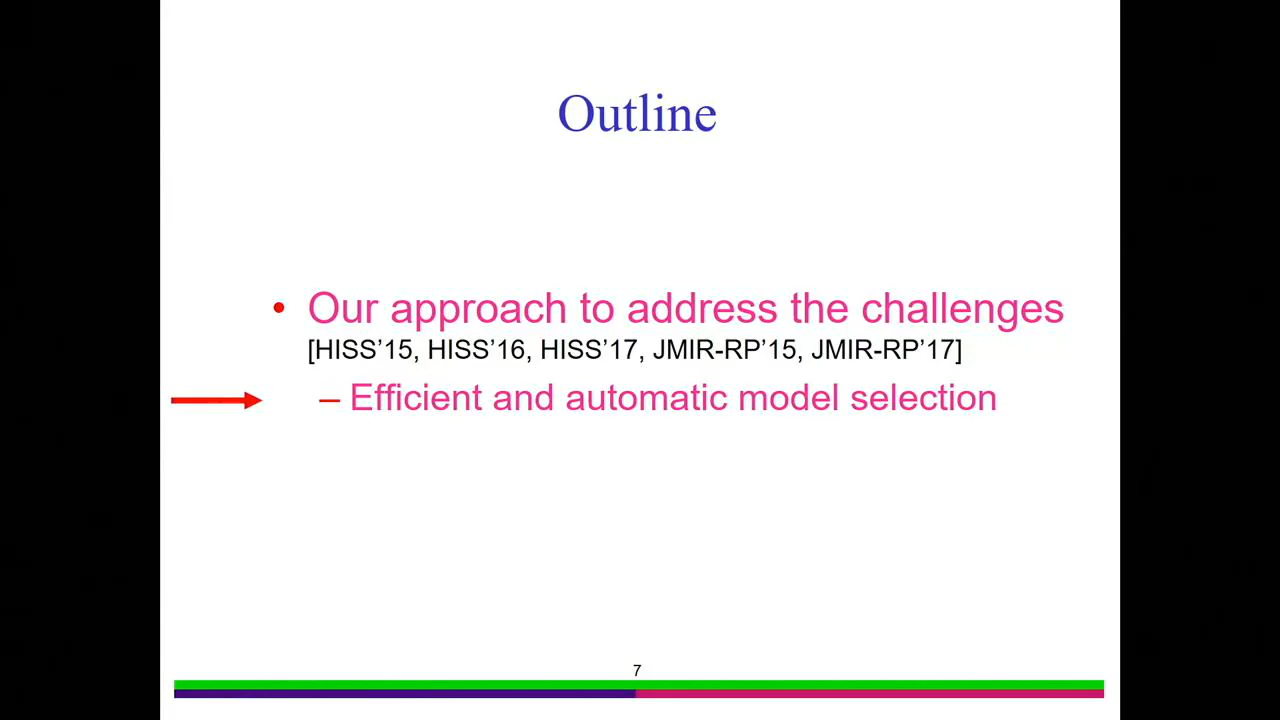 Outline
• Our approach to address the challenges
[HISS’15, HISS’16, HISS’17, JMIR-RP’15, JMIR-RP’17]
– Efficient and automatic model selection
7